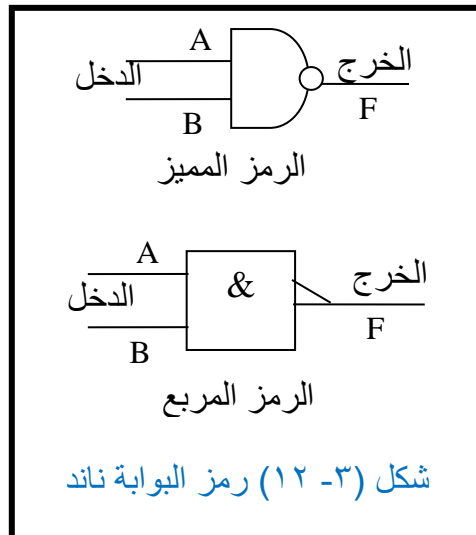 A
الدخل
الخرج
B
F
الرمز المميز
A
&
الخرج
الدخل
B
F
الرمز المربع
شكل (٣- ١٢) رمز البوابة ناند